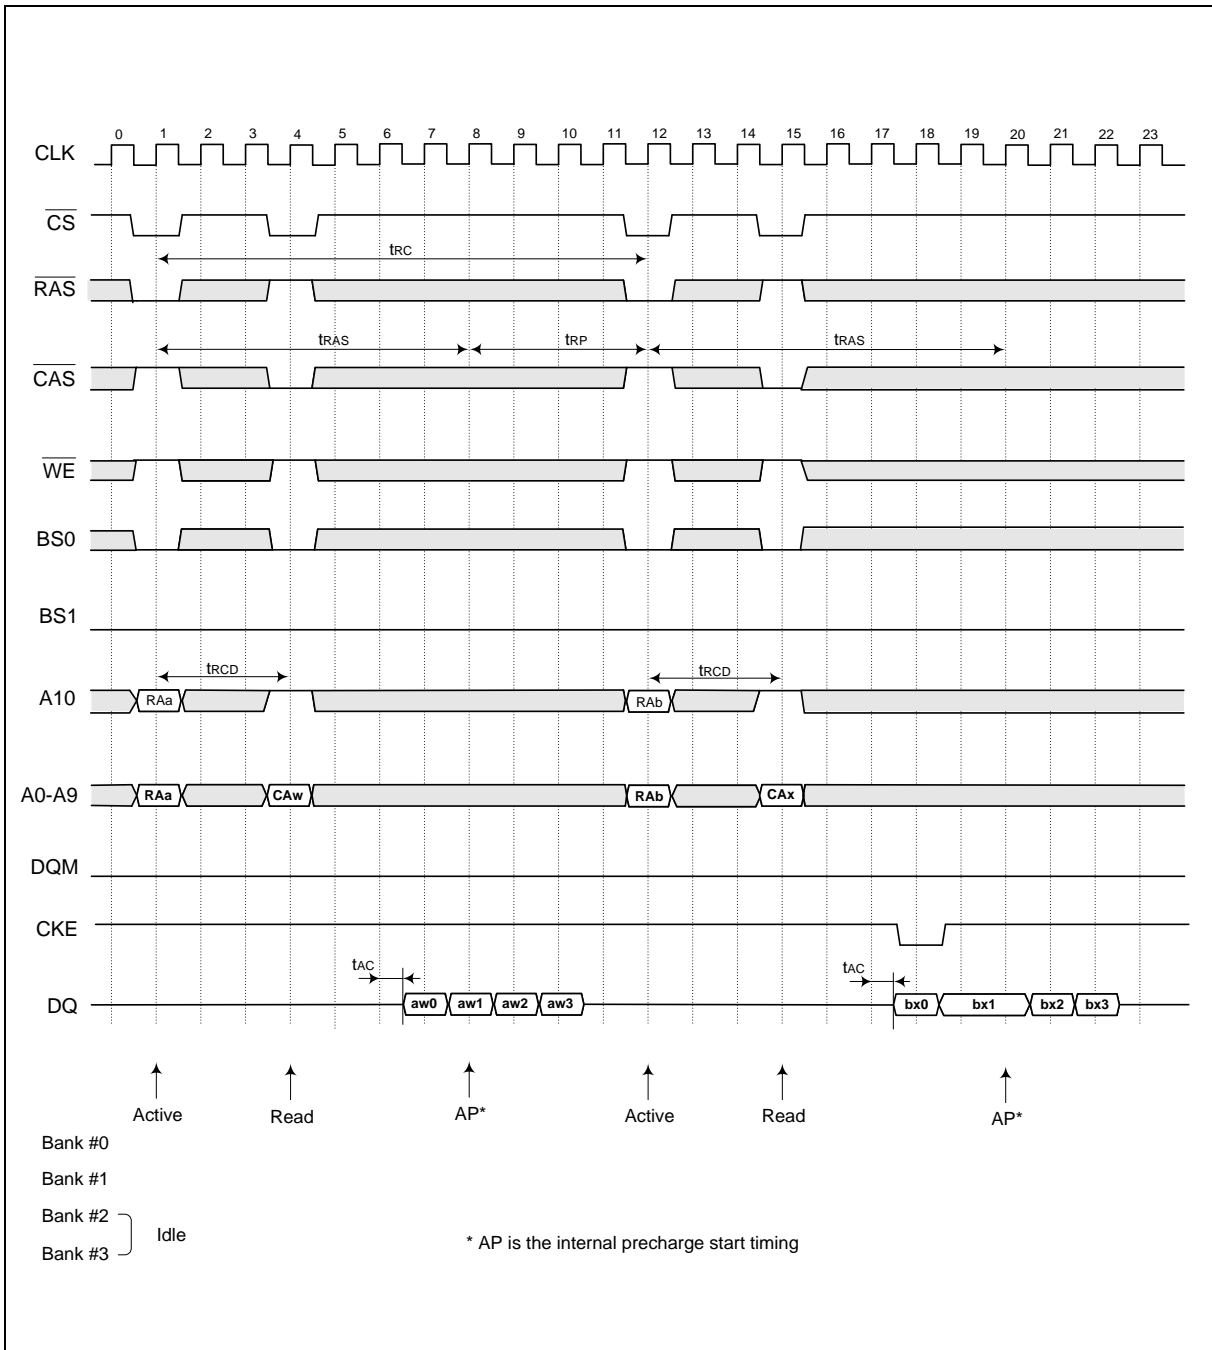 0 1 2 3 4 5 6 7 8 9 10 11 12 13 14 15 16 17 18 19 20 21 22 23
CLK
CS
tRC
RAS
tRAS tRP tRAS
CAS
WE
BS0
BS1
tRCD tRCD
A10 RAa RAb
A0-A9 RAa CAw RAb CAx
DQM
CKE
tAC tAC
DQ aw0 aw1 aw2 aw3 bx0 bx1 bx2 bx3
Active Read AP* Active Read AP*
Bank #0
Bank #1
Bank #2
Idle
Bank #3
* AP is the internal precharge start timing